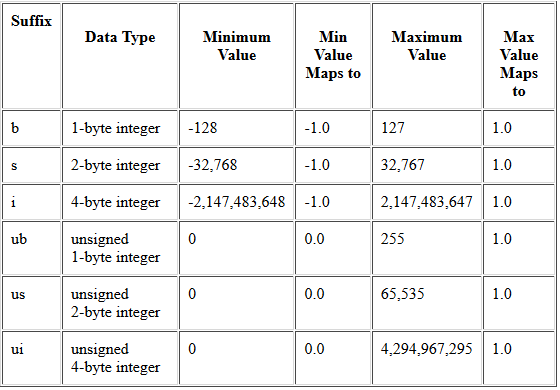 Suffix Data Type Minimum Value Min Value Maps to Maximum Value Max Value Maps to
b 1-byte integer -128 -1.0 127 1.0
s 2-byte integer -32,768 -1.0 32,767 1.0
i 4-byte integer -2,147,483,648 -1.0 2,147,483,647 1.0
ub unsigned 1-byte integer 0 0.0 255 1.0
us unsigned 2-byte integer 0 0.0 65,535 1.0
ui unsigned 4-byte integer 0 0.0 4,294,967,295 1.0